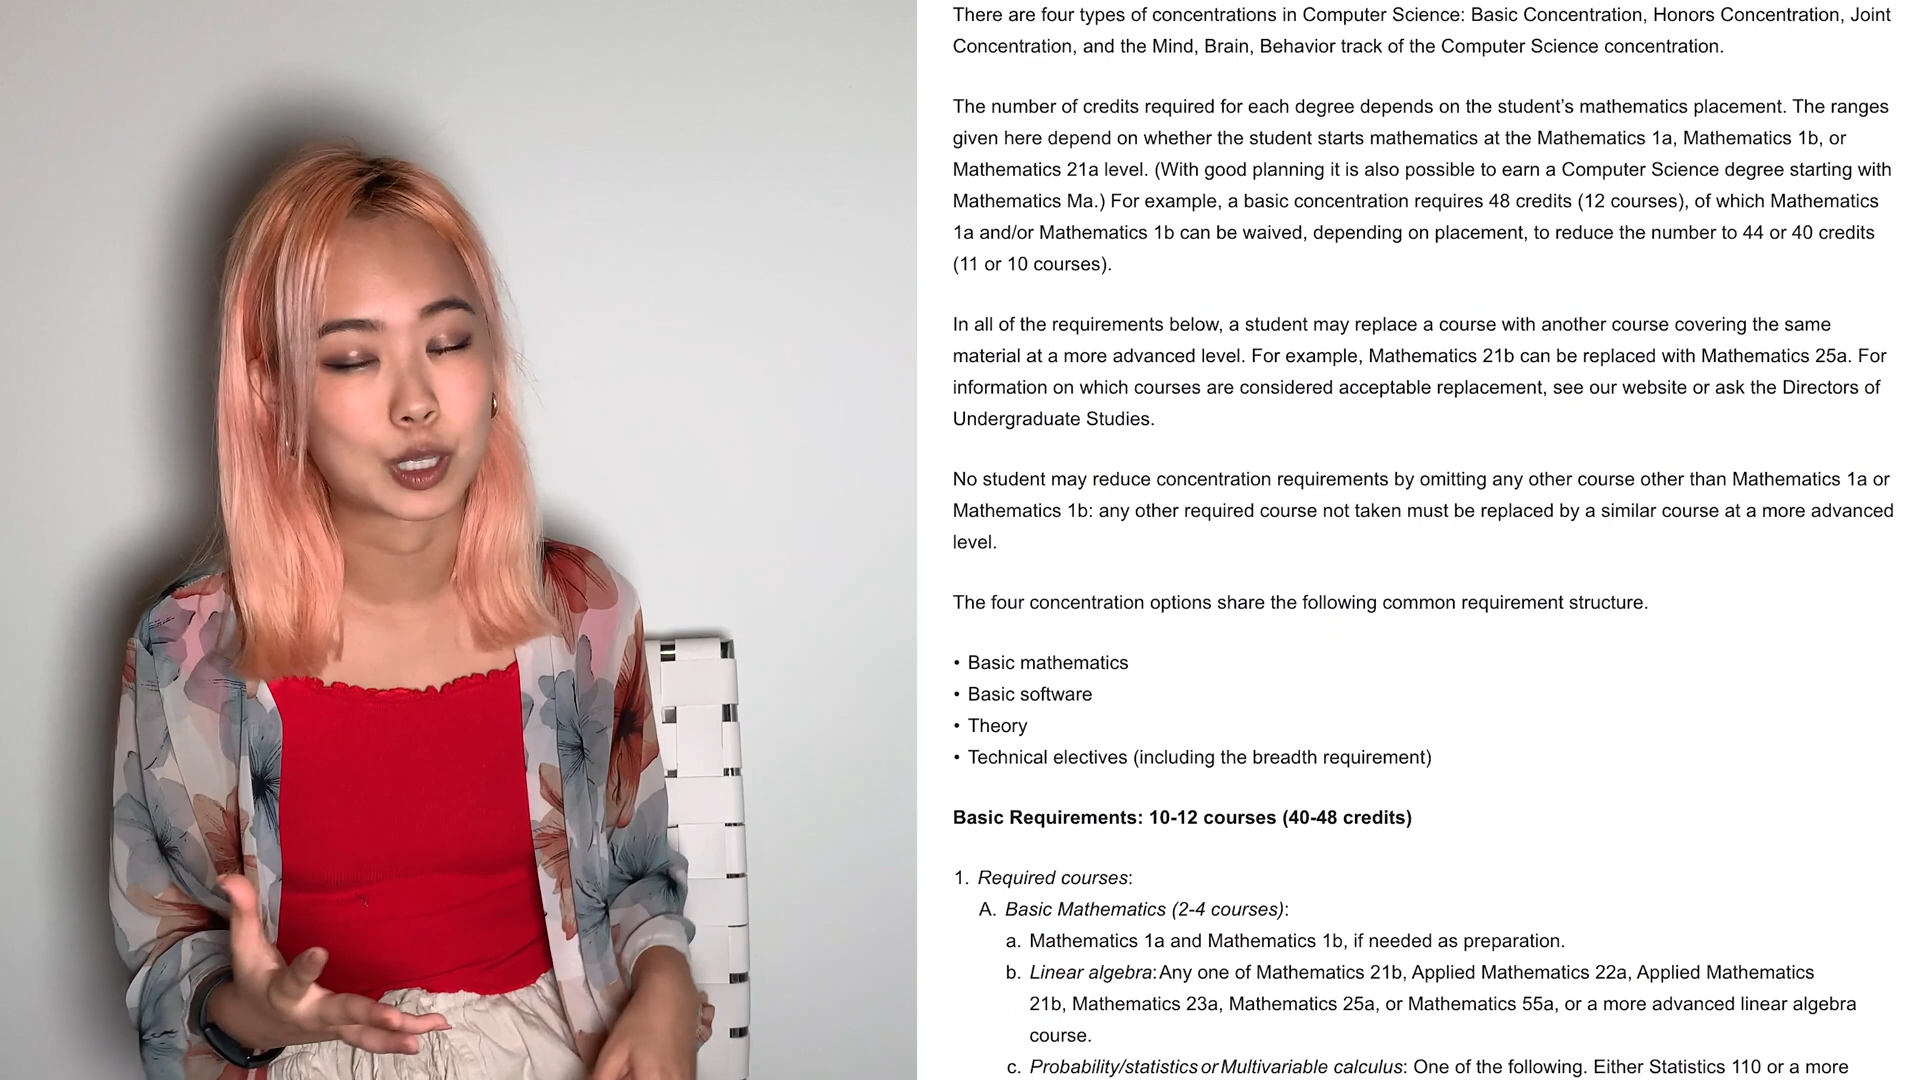 There are four types of concentrations in Computer Science: Basic Concentration, Honors Concentration, Joint
Concentration, and the Mind, Brain, Behavior track of the Computer Science concentration.
The number of credits required for each degree depends on the student’s mathematics placement. The ranges
given here depend on whether the student starts mathematics at the Mathematics 1a, Mathematics 1b, or
Mathematics 21a level. (With good planning it is also possible to earn a Computer Science degree starting with
Mathematics Ma.) For example, a basic concentration requires 48 credits (12 courses), of which Mathematics
1a and/or Mathematics 1b can be waived, depending on placement, to reduce the number to 44 or 40 credits
(11 or 10 courses).
In all of the requirements below, a student may replace a course with another course covering the same
material at a more advanced level. For example, Mathematics 21b can be replaced with Mathematics 25a. For
information on which courses are considered acceptable replacement, see our website or ask the Directors of
Undergraduate Studies.
No student may reduce concentration requirements by omitting any other course other than Mathematics 1a or
Mathematics 1b: any other required course not taken must be replaced by a similar course at a more advanced
level.
The four concentration options share the following common requirement structure.
• Basic mathematics
• Basic software
• Theory
• Technical electives (including the breadth requirement)
Basic Requirements: 10-12 courses (40-48 credits)
1. Required courses:
A. Basic Mathematics (2-4 courses):
a. Mathematics 1a and Mathematics 1b, if needed as preparation.
b. Linear algebra: Any one of Mathematics 21b, Applied Mathematics 22a, Applied Mathematics
21b, Mathematics 23a, Mathematics 25a, or Mathematics 55a, or a more advanced linear algebra
course.
c. Probability/statistics or Multivariable calculus: One of the following. Either Statistics 110 or a more